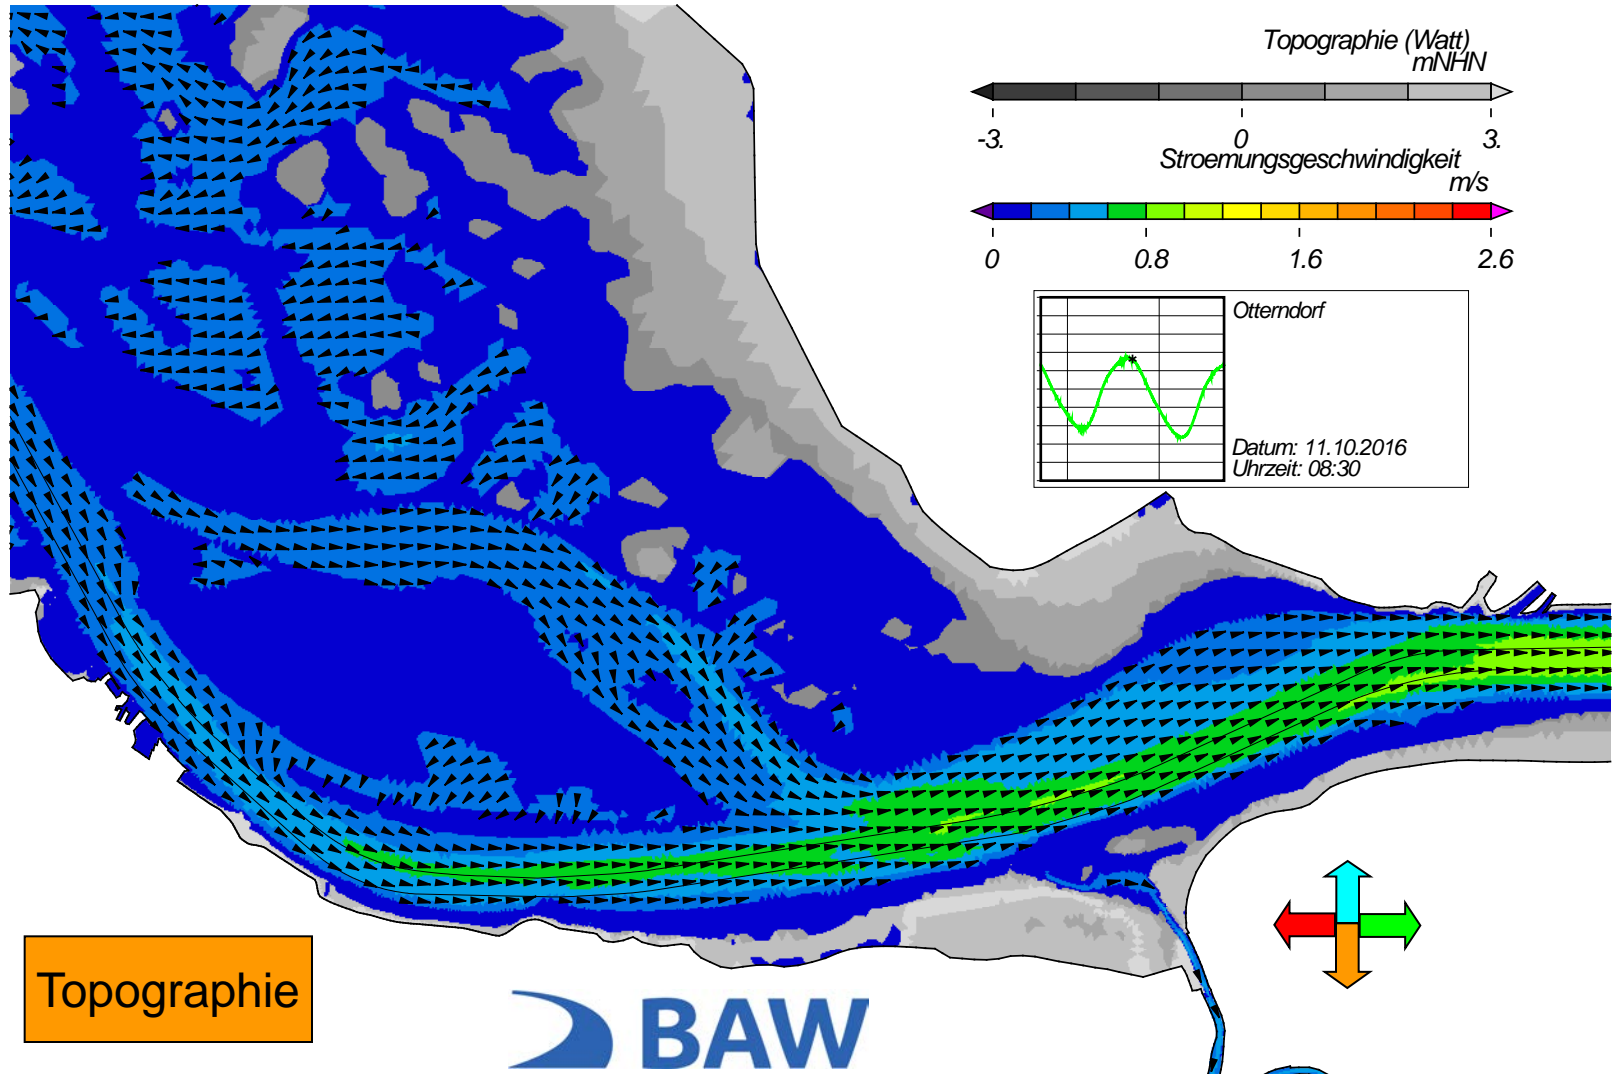 Topographie (Watt)
mNHN
-3. 0 3.
Stroemungsgeschwindigkeit
m/s
0 0.8 1.6 2.6
Otterndorf
Datum: 11.10.2016
Uhrzeit: 08:30
Topographie
BAW